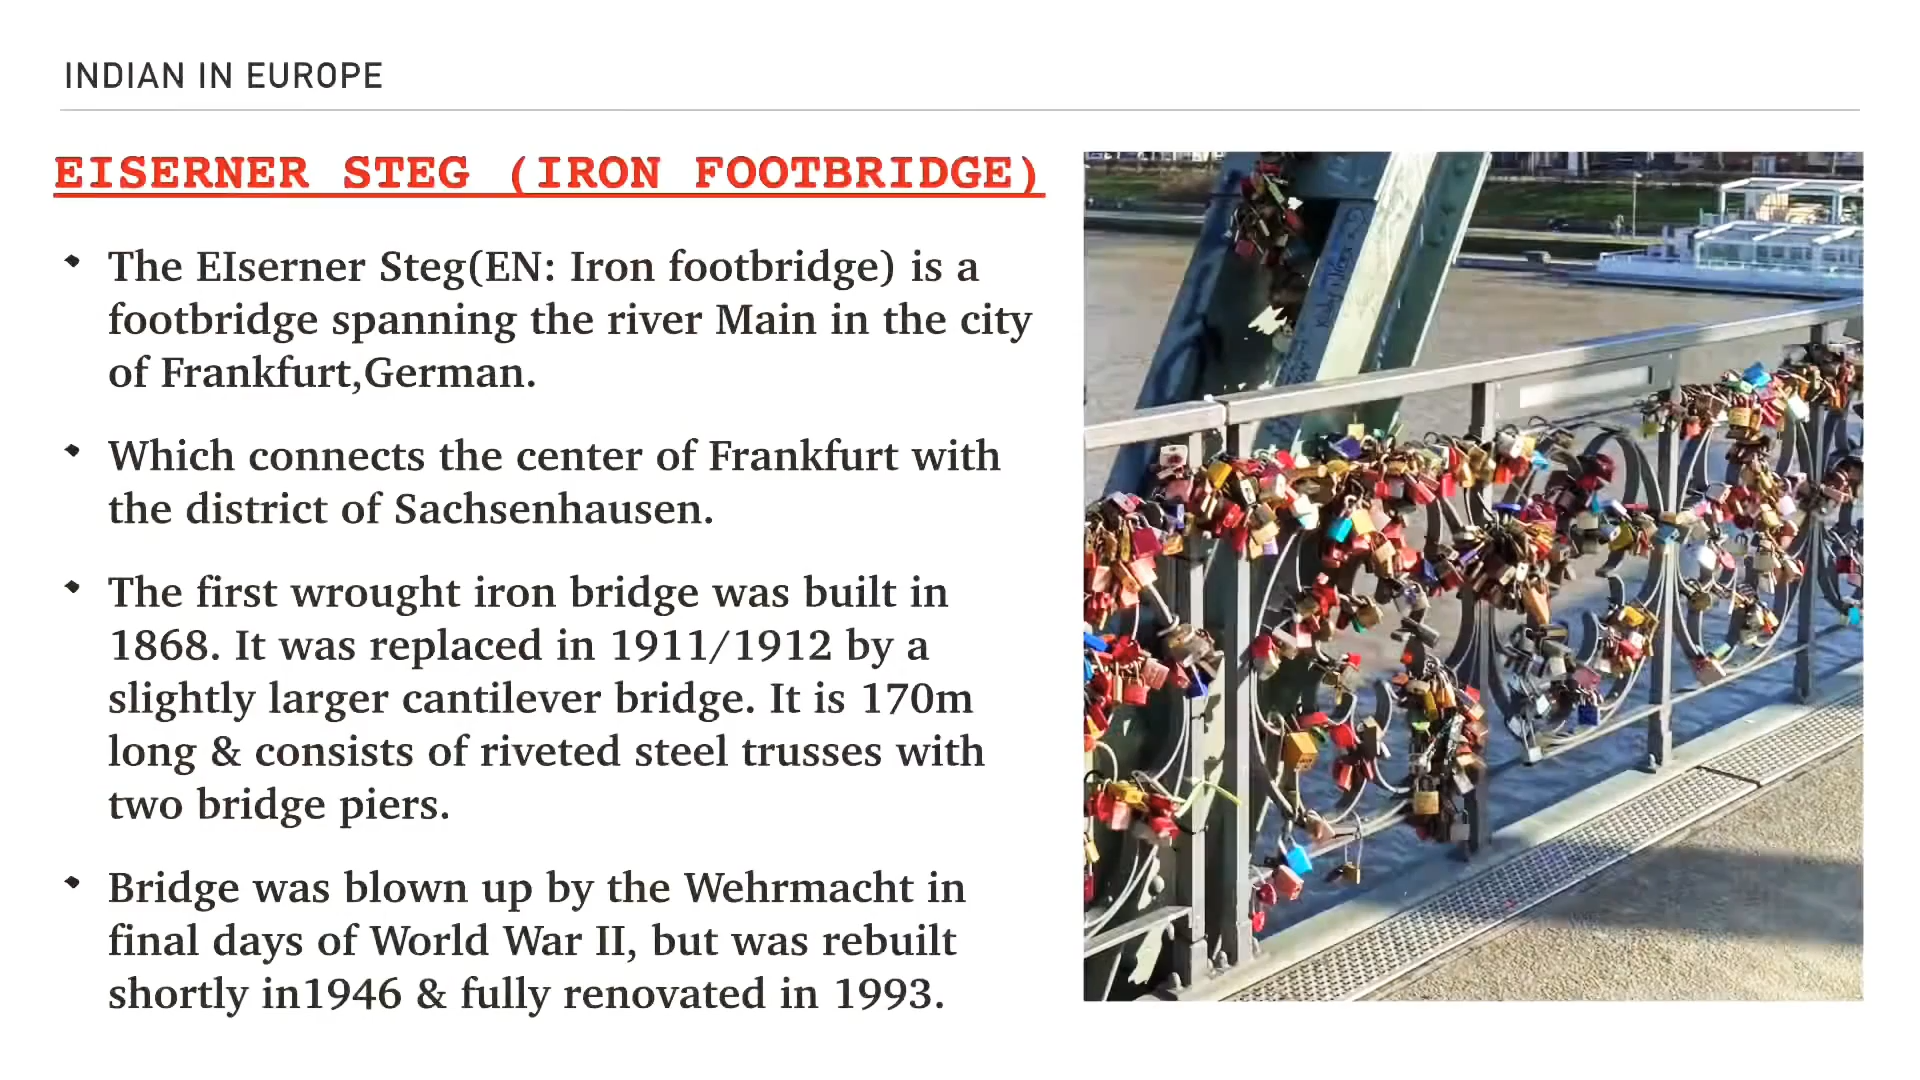 INDIAN IN EUROPE
EISERNER STEG (IRON FOOTBRIDGE)
The EIserner Steg(EN: Iron footbridge) is a
footbridge spanning the river Main in the city
of Frankfurt,German.
Which connects the center of Frankfurt with
the district of Sachsenhausen.
The first wrought iron bridge was built in
1868. It was replaced in 1911/1912 by a
slightly larger cantilever bridge. It is 170m
long & consists of riveted steel trusses with
two bridge piers.
Bridge was blown up by the Wehrmacht in
final days of World War II, but was rebuilt
shortly in1946 & fully renovated in 1993.